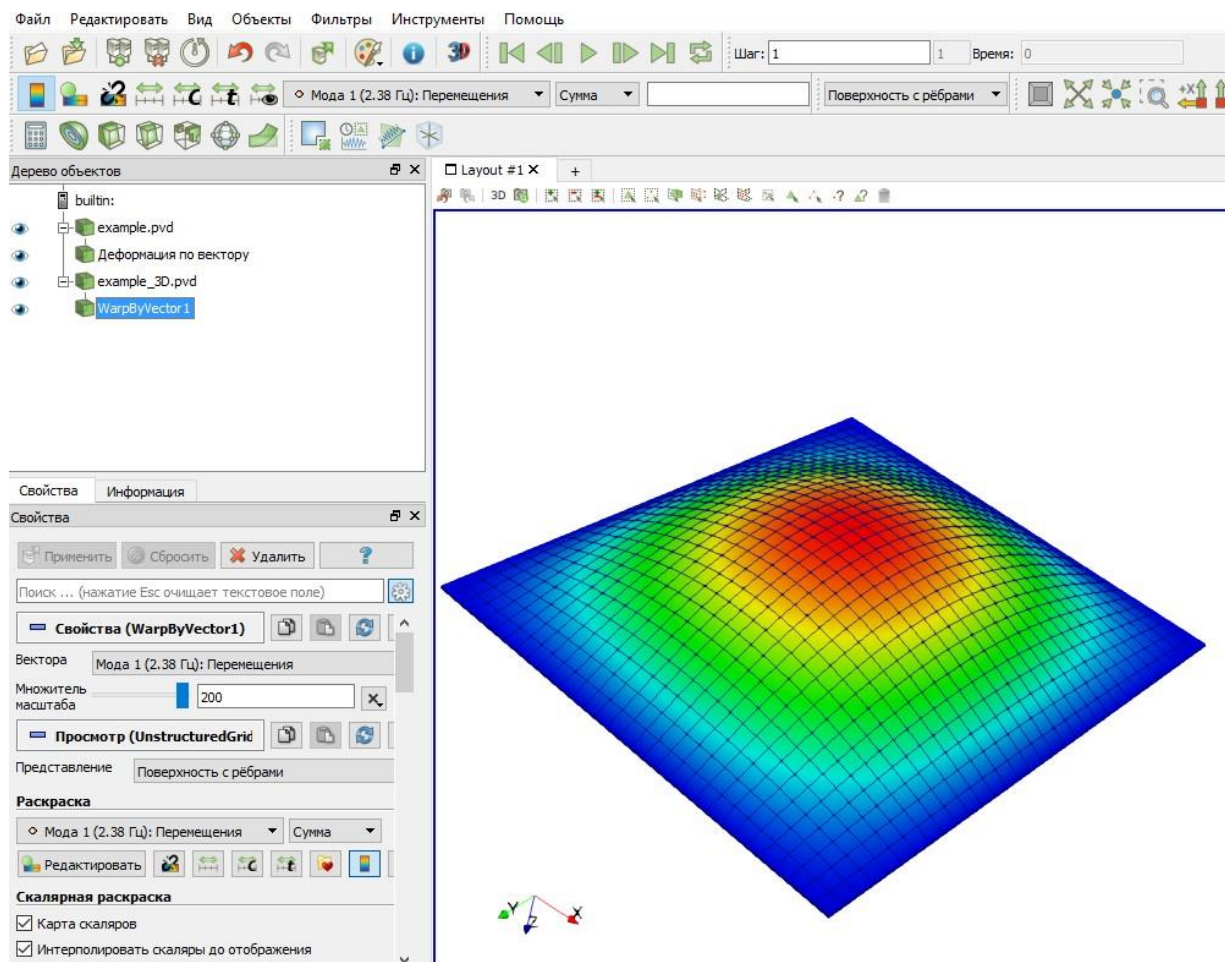 Файл Редактировать Вид Объекты Фильтры Инструменты Помощь
3D Шаг: 1 1 Время: 0
Мода 1 (2.38 Гц): Перемещения Сумма Поверхность с рёбрами +X
Дерево объектов Layout #1 +
3D
builtin:
example.pvd
Деформация по вектору
example_3D.pvd
WarpByVector1
Свойства Информация
Свойства
Применить Сбросить Удалить ?
Поиск ... (нажатие Esc очищает текстовое поле)
Свойства (WarpByVector1)
Вектора Мода 1 (2.38 Гц): Перемещения
Множитель масштаба 200
Просмотр (UnstructuredGrid
Представление Поверхность с рёбрами
Раскраска
Мода 1 (2.38 Гц): Перемещения Сумма
Редактировать
Скалярная раскраска
Карта скаляров
Интерполировать скаляры до отображения
Y Z X